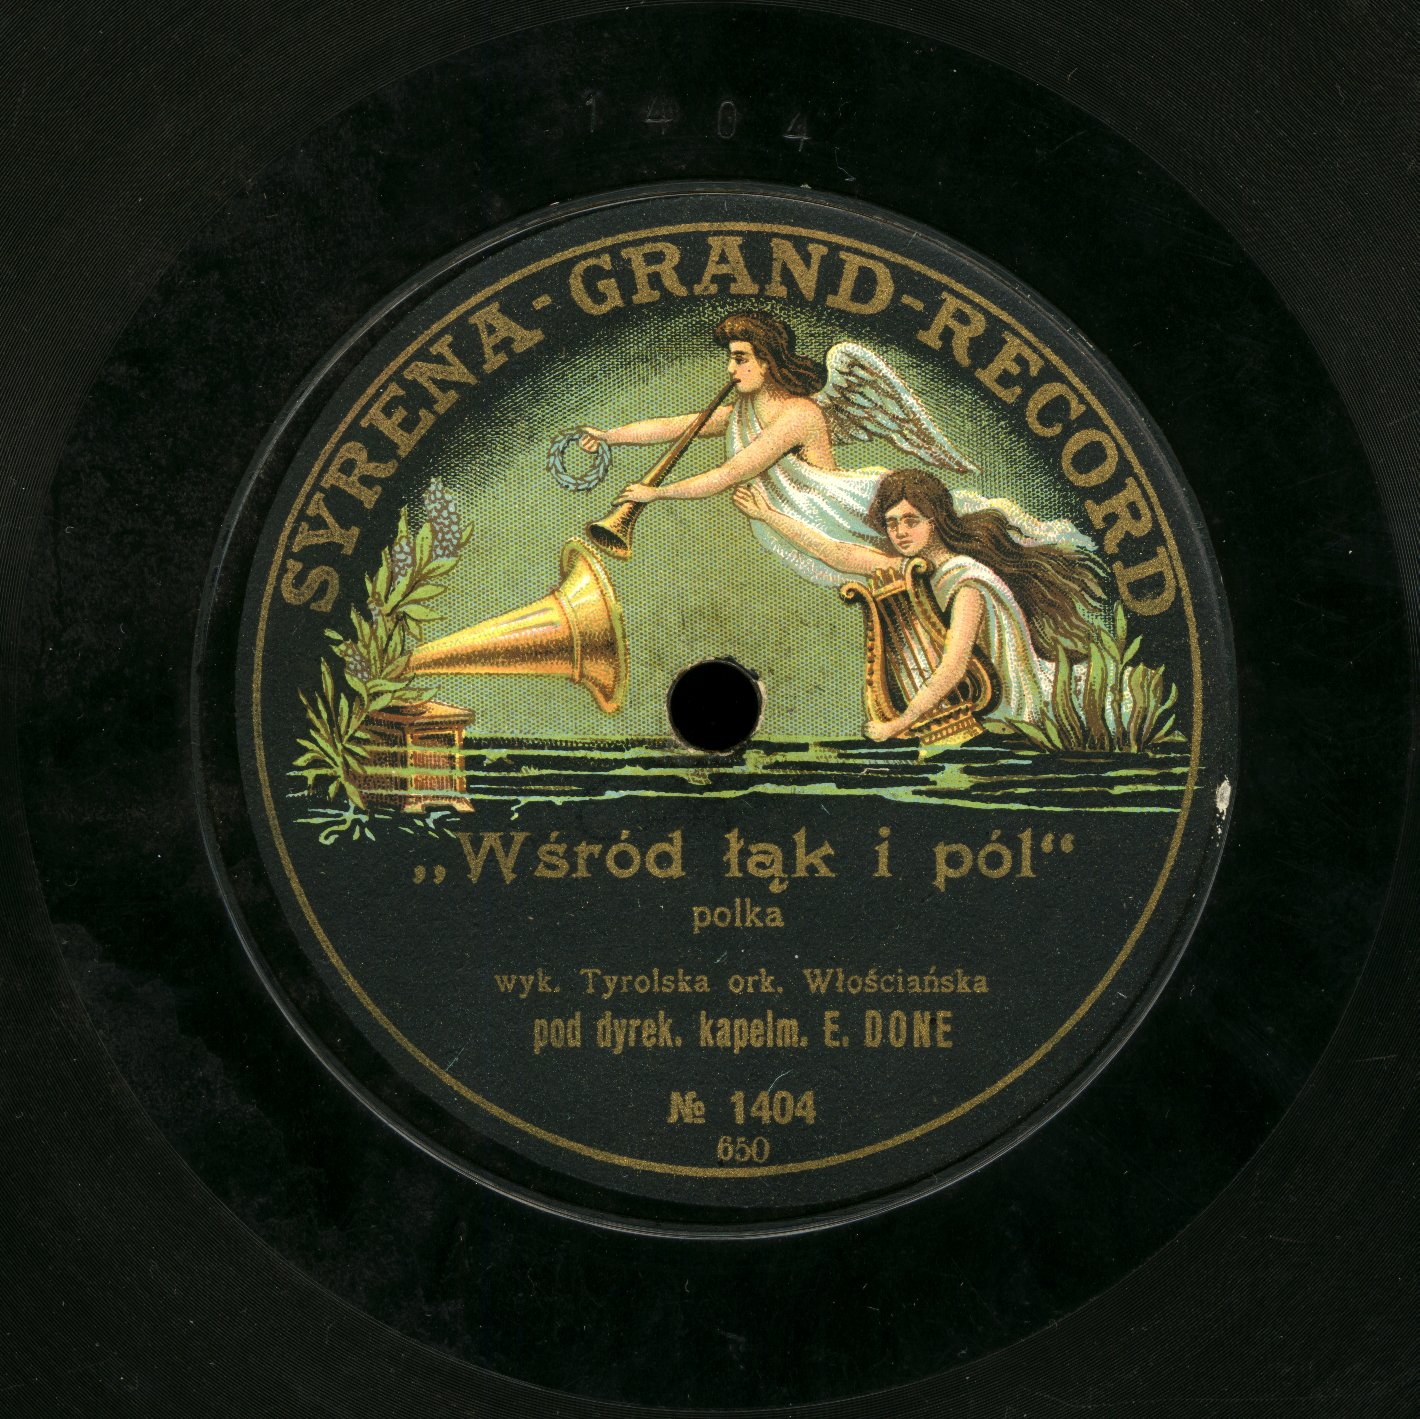 1404
SYRENA-GRAND-RECORD
„Wśród łąk i pól“
polka
wyk. Tyrolska ork. Włościańska
pod dyrek. kapelm. E. DONE
№ 1404
650